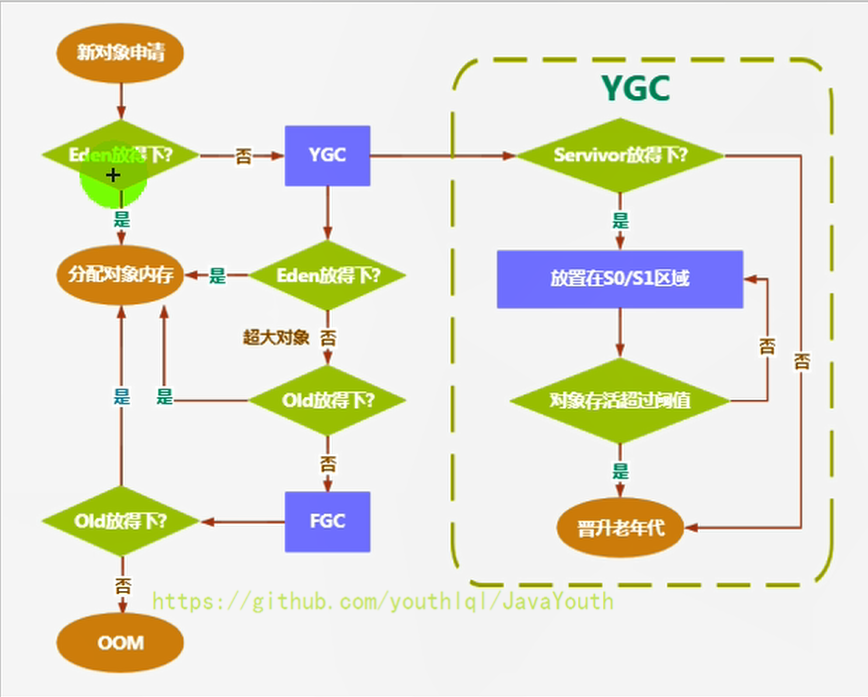 新对象申请
YGC
Eden放得下?
否
YGC
Servivor放得下?
是
是
分配对象内存
是
Eden放得下?
放置在S0/S1区域
超大对象
否
否
否
是
是
Old放得下?
对象存活超过阈值
否
是
Old放得下?
FGC
晋升老年代
否
https://github.com/youthlql/JavaYouth
OOM